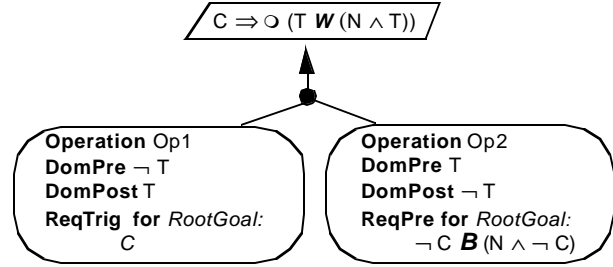 C ⇒ ○ (T W (N ∧ T))
Operation Op1
DomPre ¬ T
DomPost T
ReqTrig for RootGoal:
C
Operation Op2
DomPre T
DomPost ¬ T
ReqPre for RootGoal:
¬ C B (N ∧ ¬ C)